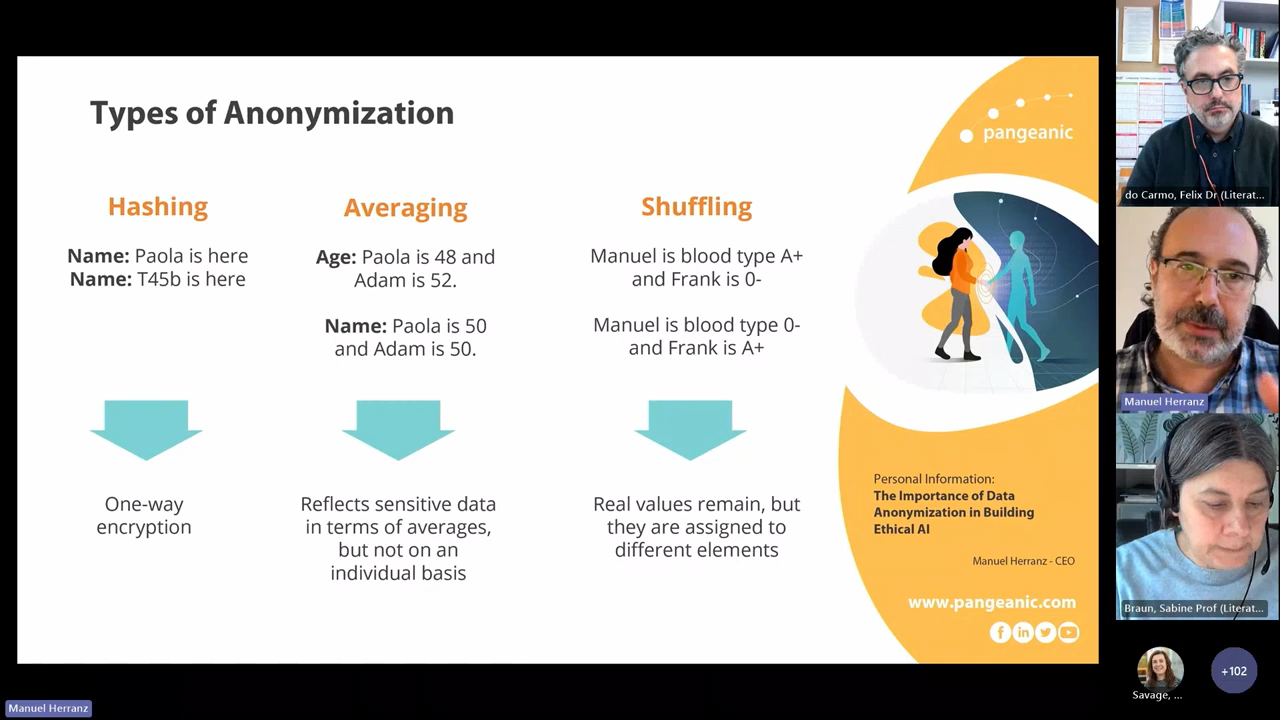 Types of Anonymization
Hashing
Name: Paola is here
Name: T45b is here
One-way
encryption
Averaging
Age: Paola is 48 and
Adam is 52.
Name: Paola is 50
and Adam is 50.
Reflects sensitive data
in terms of averages,
but not on an
individual basis
Shuffling
Manuel is blood type A+
and Frank is 0-
Manuel is blood type 0-
and Frank is A+
Real values remain, but
they are assigned to
different elements
pangeanic
Personal Information:
The Importance of Data
Anonymization in Building
Ethical AI
Manuel Herranz - CEO
www.pangeanic.com
do Carmo, Felix Dr (Literat...
Manuel Herranz
Braun, Sabine Prof (Literat...
Savage, ...
+102
Manuel Herranz